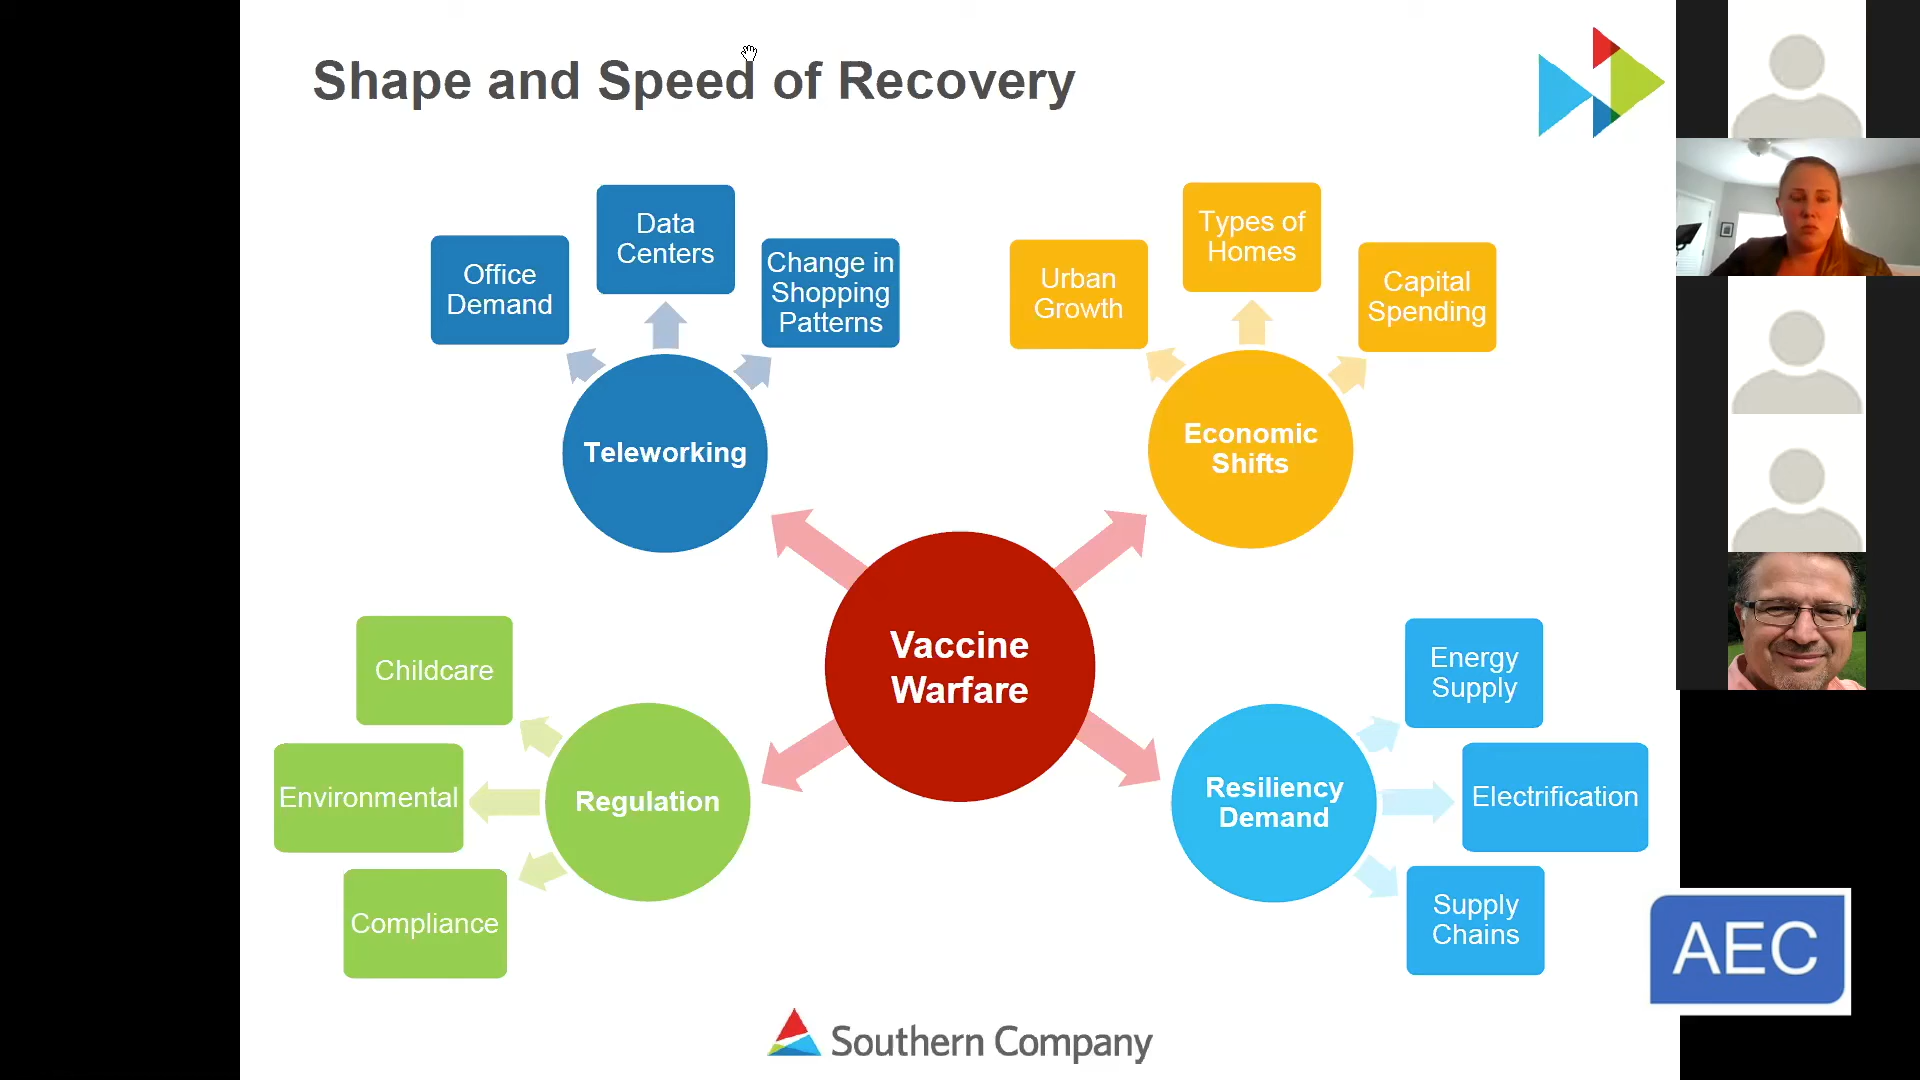 Shape and Speed of Recovery
Office
Demand
Data
Centers
Change in
Shopping
Patterns
Teleworking
Urban
Growth
Types of
Homes
Capital
Spending
Economic
Shifts
Vaccine
Warfare
Childcare
Environmental
Compliance
Regulation
Resiliency
Demand
Energy
Supply
Electrification
Supply
Chains
AEC
Southern Company